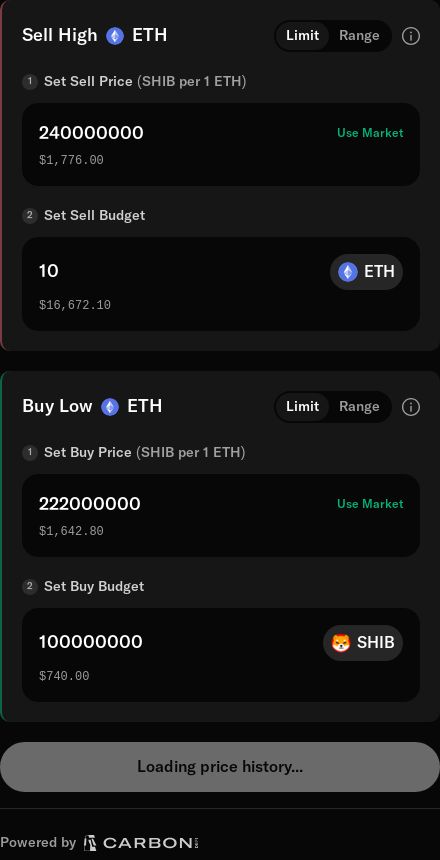 Sell High ETH Limit Range
1 Set Sell Price (SHIB per 1 ETH)
240000000 Use Market
$1,776.00
2 Set Sell Budget
10 ETH
$16,672.10
Buy Low ETH Limit Range
1 Set Buy Price (SHIB per 1 ETH)
222000000 Use Market
$1,642.80
2 Set Buy Budget
100000000 SHIB
$740.00
Loading price history...
Powered by CARBON